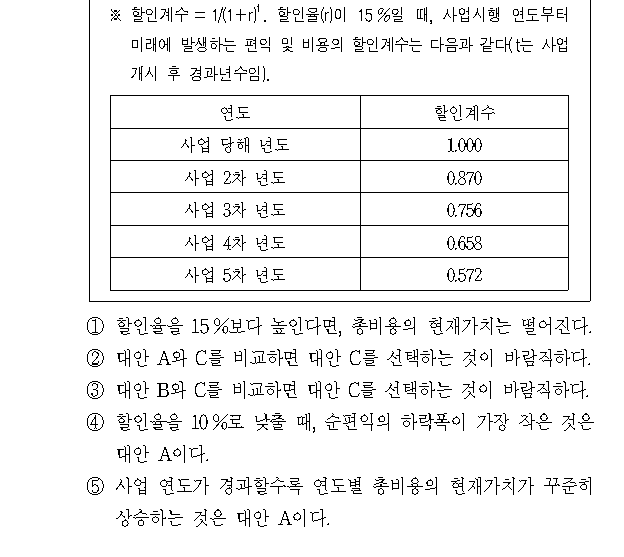 ※ 할인계수 = 1/(1+r)ᵗ. 할인율(r)이 15 %일 때, 사업시행 연도부터
미래에 발생하는 편익 및 비용의 할인계수는 다음과 같다(t는 사업
개시 후 경과년수임).
연도 할인계수
사업 당해 년도 1.000
사업 2차 년도 0.870
사업 3차 년도 0.756
사업 4차 년도 0.658
사업 5차 년도 0.572
① 할인율을 15 %보다 높인다면, 총비용의 현재가치는 떨어진다.
② 대안 A와 C를 비교하면 대안 C를 선택하는 것이 바람직하다.
③ 대안 B와 C를 비교하면 대안 C를 선택하는 것이 바람직하다.
④ 할인율을 10 %로 낮출 때, 순편익의 하락폭이 가장 작은 것은
대안 A이다.
⑤ 사업 연도가 경과할수록 연도별 총비용의 현재가치가 꾸준히
상승하는 것은 대안 A이다.